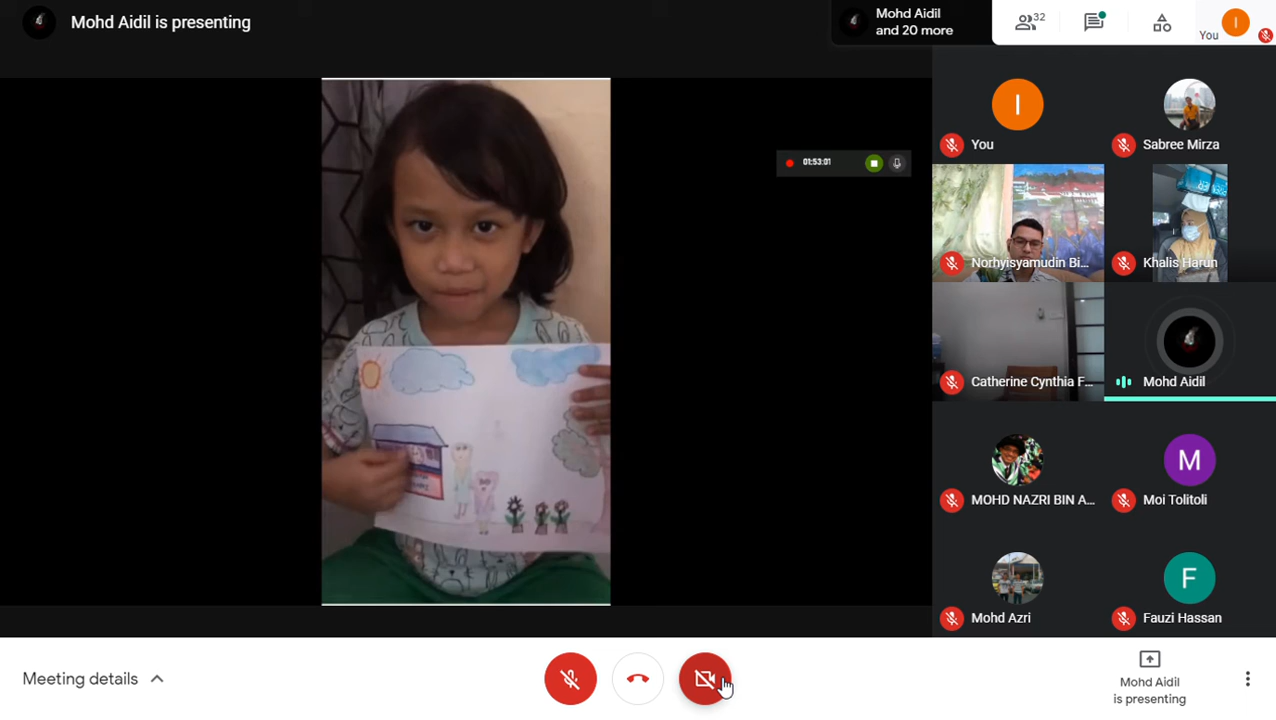 Mohd Aidil is presenting
Mohd Aidil
and 20 more
32
You
I
I
You
Sabree Mirza
01:53:01
Norhyisyamudin Bi...
Khalis Harun
Catherine Cynthia F...
Mohd Aidil
MOHD NAZRI BIN A...
M
Moi Tolitoli
Mohd Azri
F
Fauzi Hassan
Meeting details
Mohd Aidil
is presenting